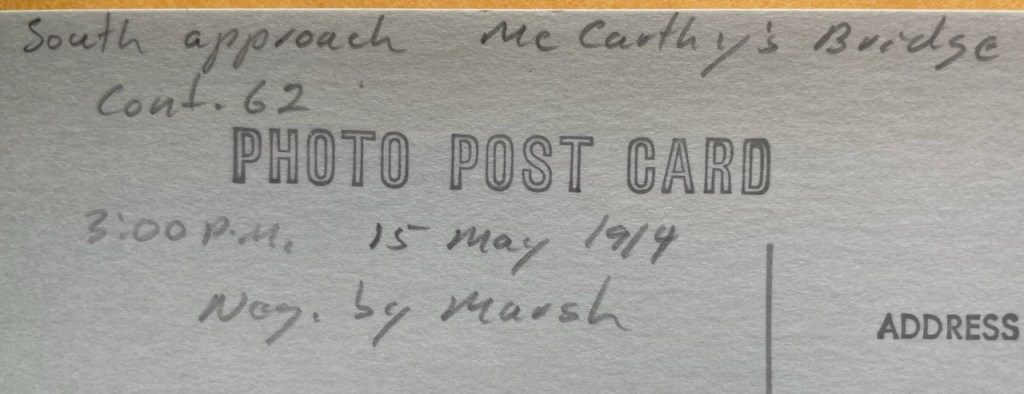 South approach McCarthy's Bridge
Cont. 62
PHOTO POST CARD
3:00 P.M. 15 May 1914
Neg. by Marsh
ADDRESS